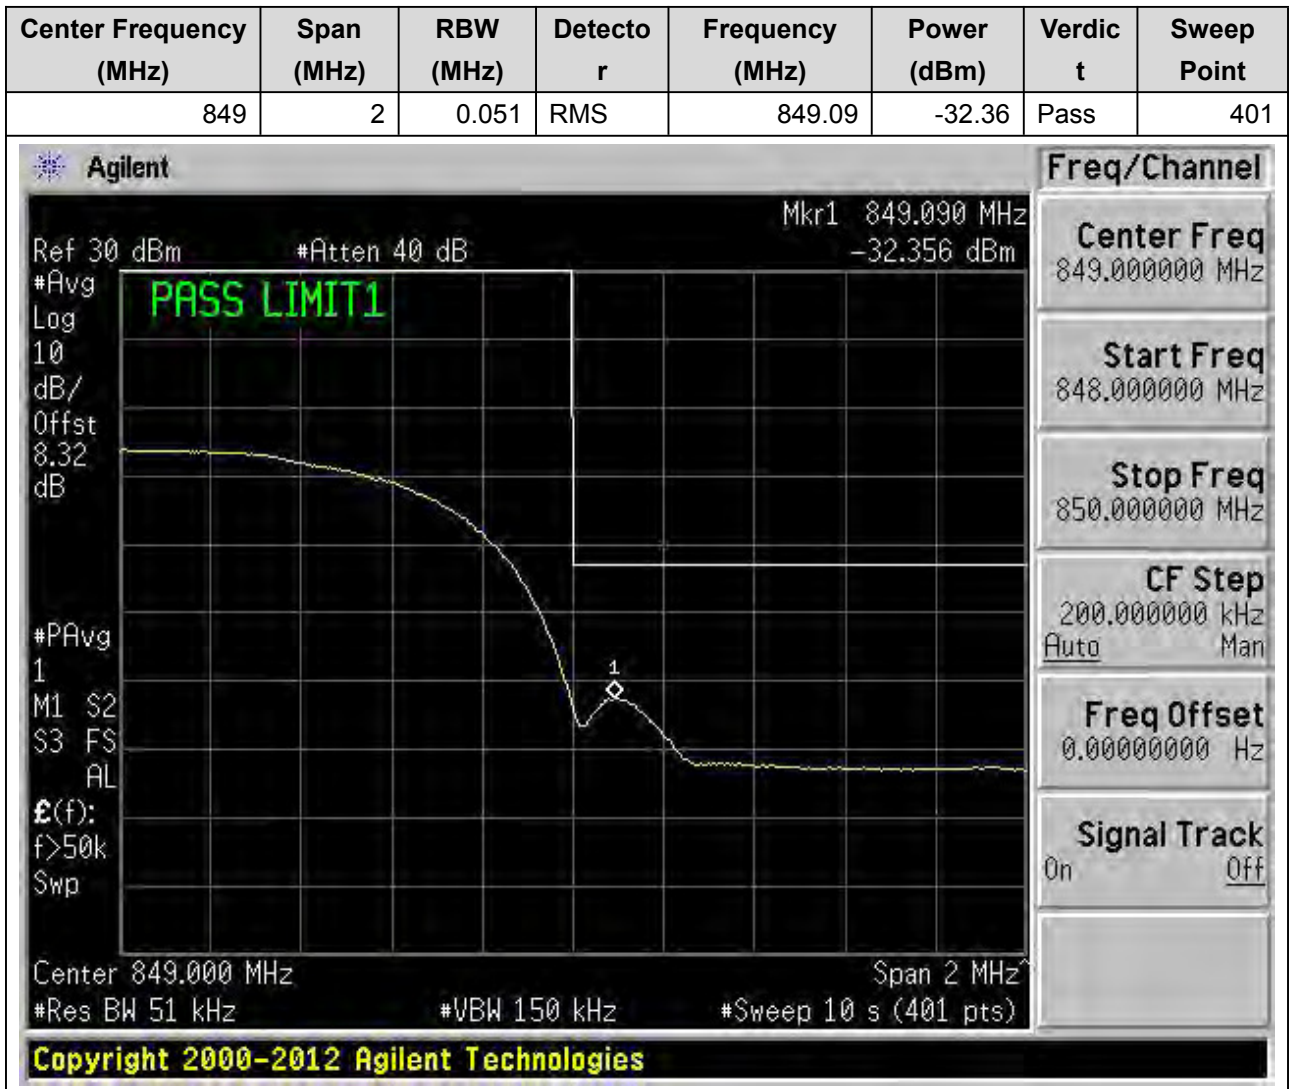 Center Frequency (MHz) Span (MHz) RBW (MHz) Detecto r Frequency (MHz) Power (dBm) Verdic t Sweep Point
849 2 0.051 RMS 849.09 -32.36 Pass 401
Agilent Freq/Channel
Mkr1 849.090 MHz
Ref 30 dBm #Atten 40 dB -32.356 dBm
#Avg
Log
10
dB/
Offst
8.32
dB
PASS LIMIT1
#PAvg
1
M1 S2
S3 FS
AL
£(f):
f>50k
Swp
1
Center 849.000 MHz Span 2 MHz^
#Res BW 51 kHz #VBW 150 kHz #Sweep 10 s (401 pts)
Center Freq
849.000000 MHz
Start Freq
848.000000 MHz
Stop Freq
850.000000 MHz
CF Step
200.000000 kHz
Auto Man
Freq Offset
0.00000000 Hz
Signal Track
On Off
Copyright 2000-2012 Agilent Technologies